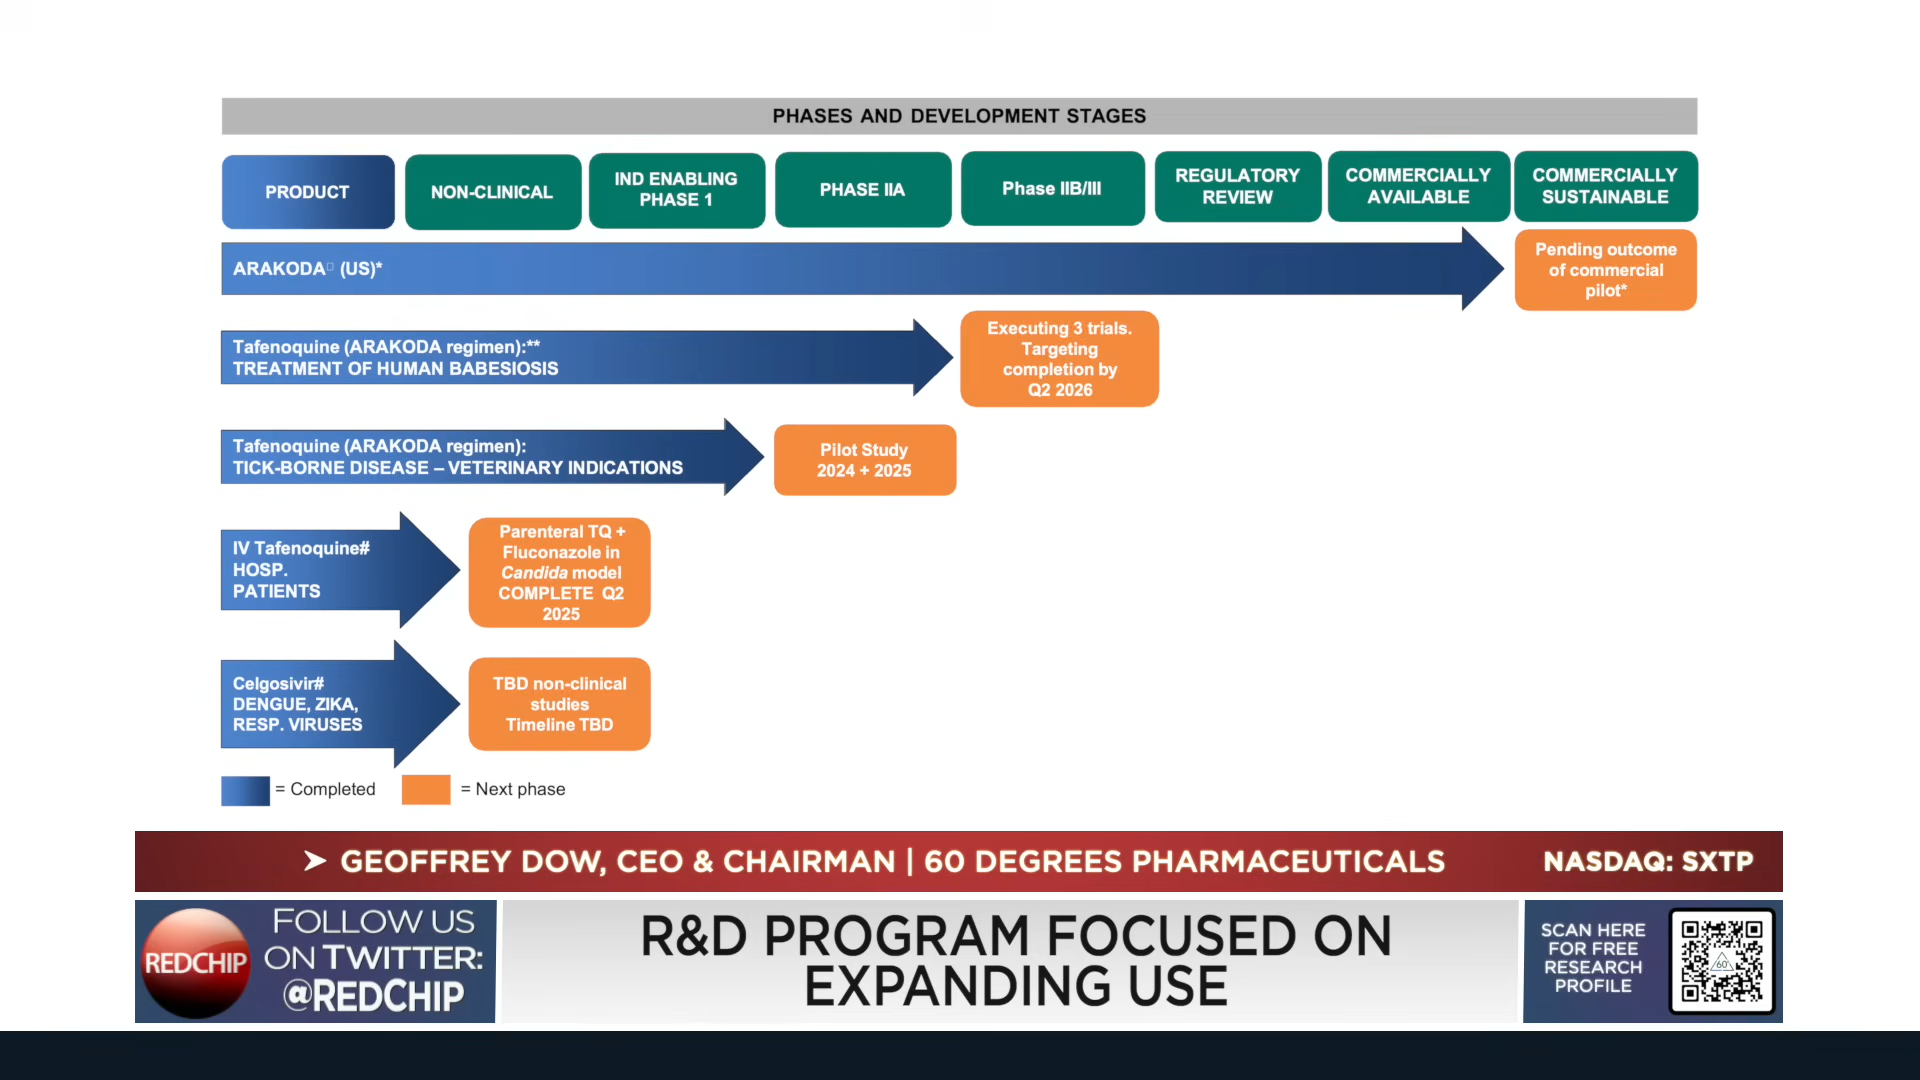 PHASES AND DEVELOPMENT STAGES
PRODUCT
NON-CLINICAL
IND ENABLING
PHASE 1
PHASE IIA
Phase IIB/III
REGULATORY
REVIEW
COMMERCIALLY
AVAILABLE
COMMERCIALLY
SUSTAINABLE
ARAKODA (US)*
Pending outcome
of commercial
pilot*
Tafenoquine (ARAKODA regimen):**
TREATMENT OF HUMAN BABESIOSIS
Executing 3 trials.
Targeting
completion by
Q2 2026
Tafenoquine (ARAKODA regimen):
TICK-BORNE DISEASE – VETERINARY INDICATIONS
Pilot Study
2024 + 2025
IV Tafenoquine#
HOSP.
PATIENTS
Parenteral TQ +
Fluconazole in
Candida model
COMPLETE Q2
2025
Celgosivir#
DENGUE, ZIKA,
RESP. VIRUSES
TBD non-clinical
studies
Timeline TBD
= Completed
= Next phase
➤ GEOFFREY DOW, CEO & CHAIRMAN | 60 DEGREES PHARMACEUTICALS
NASDAQ: SXTP
REDCHIP
FOLLOW US
ON TWITTER:
@REDCHIP
R&D PROGRAM FOCUSED ON
EXPANDING USE
SCAN HERE
FOR FREE
RESEARCH
PROFILE
60°